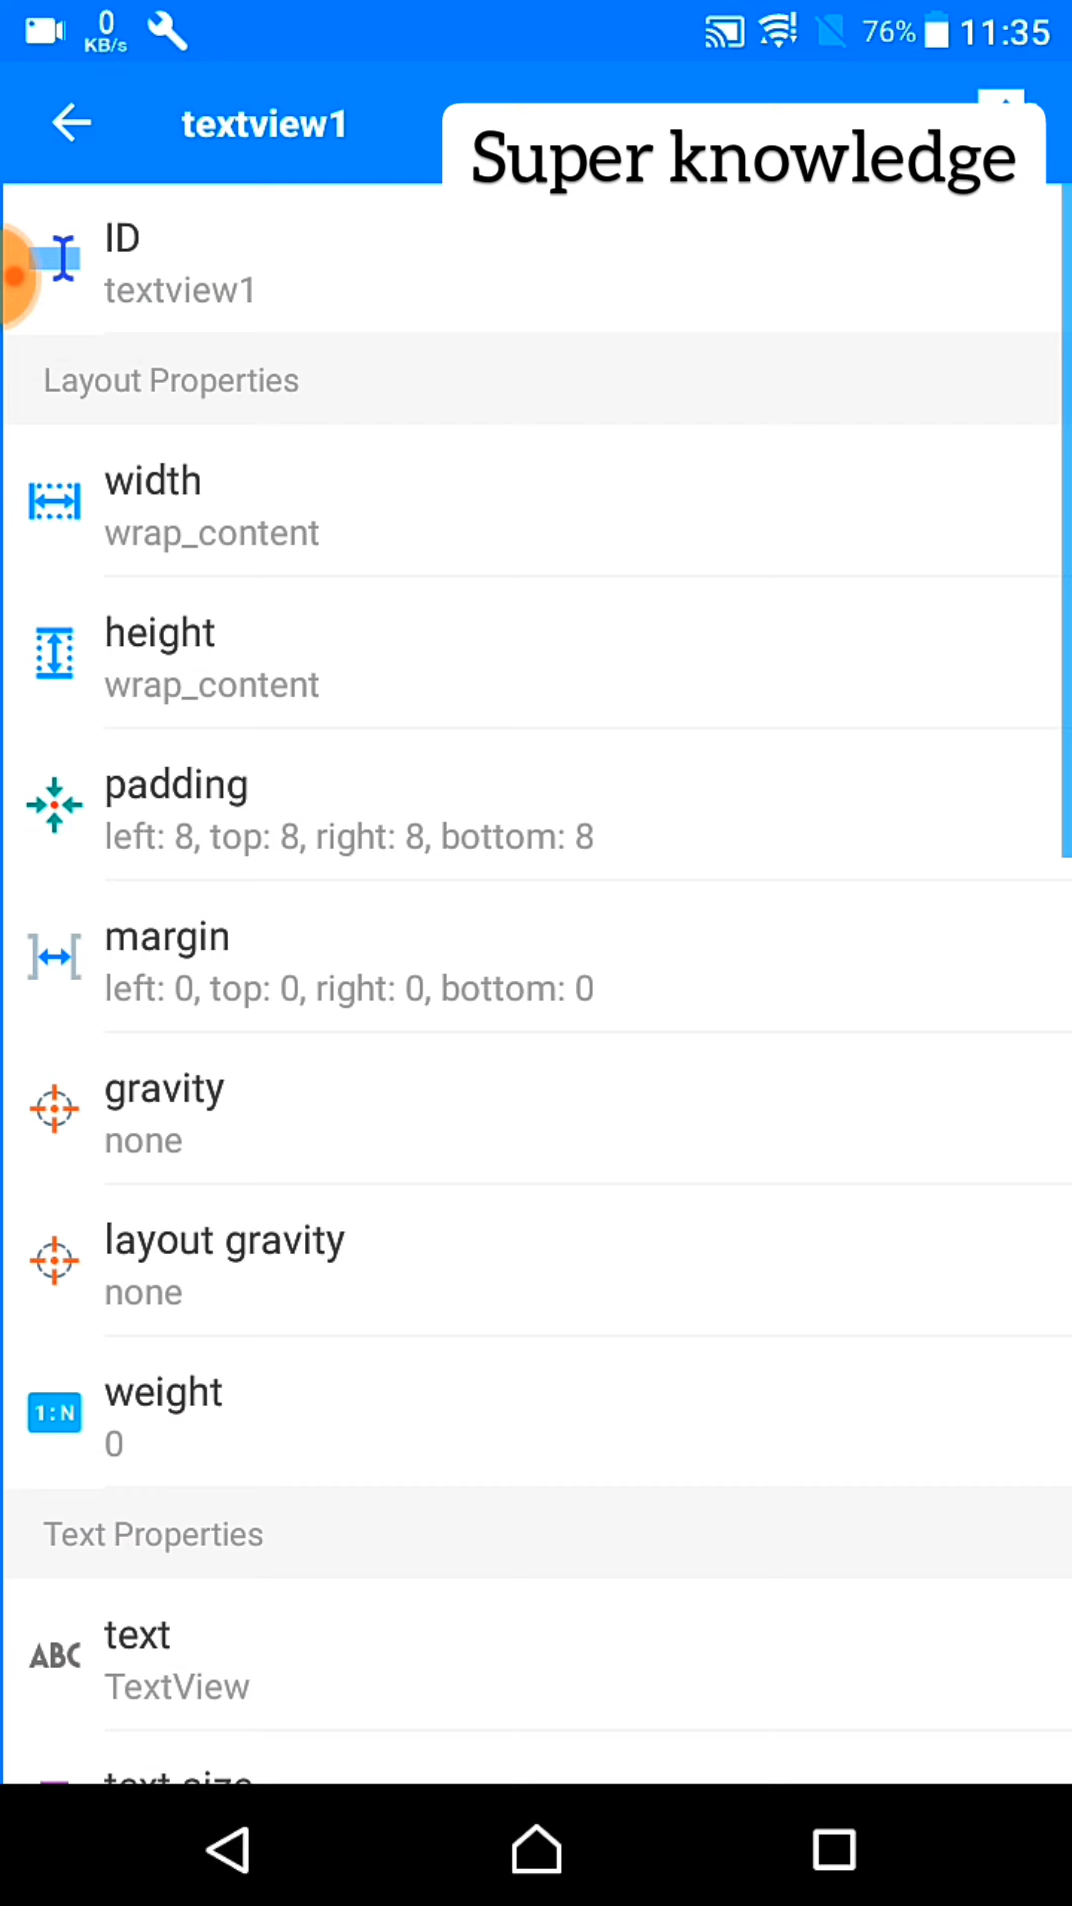 0
KB/s
76%
11:35
textview1
Super knowledge
ID
textview1
Layout Properties
width
wrap_content
height
wrap_content
padding
left: 8, top: 8, right: 8, bottom: 8
margin
left: 0, top: 0, right: 0, bottom: 0
gravity
none
layout gravity
none
1:N
weight
0
Text Properties
ABC
text
TextView
text size